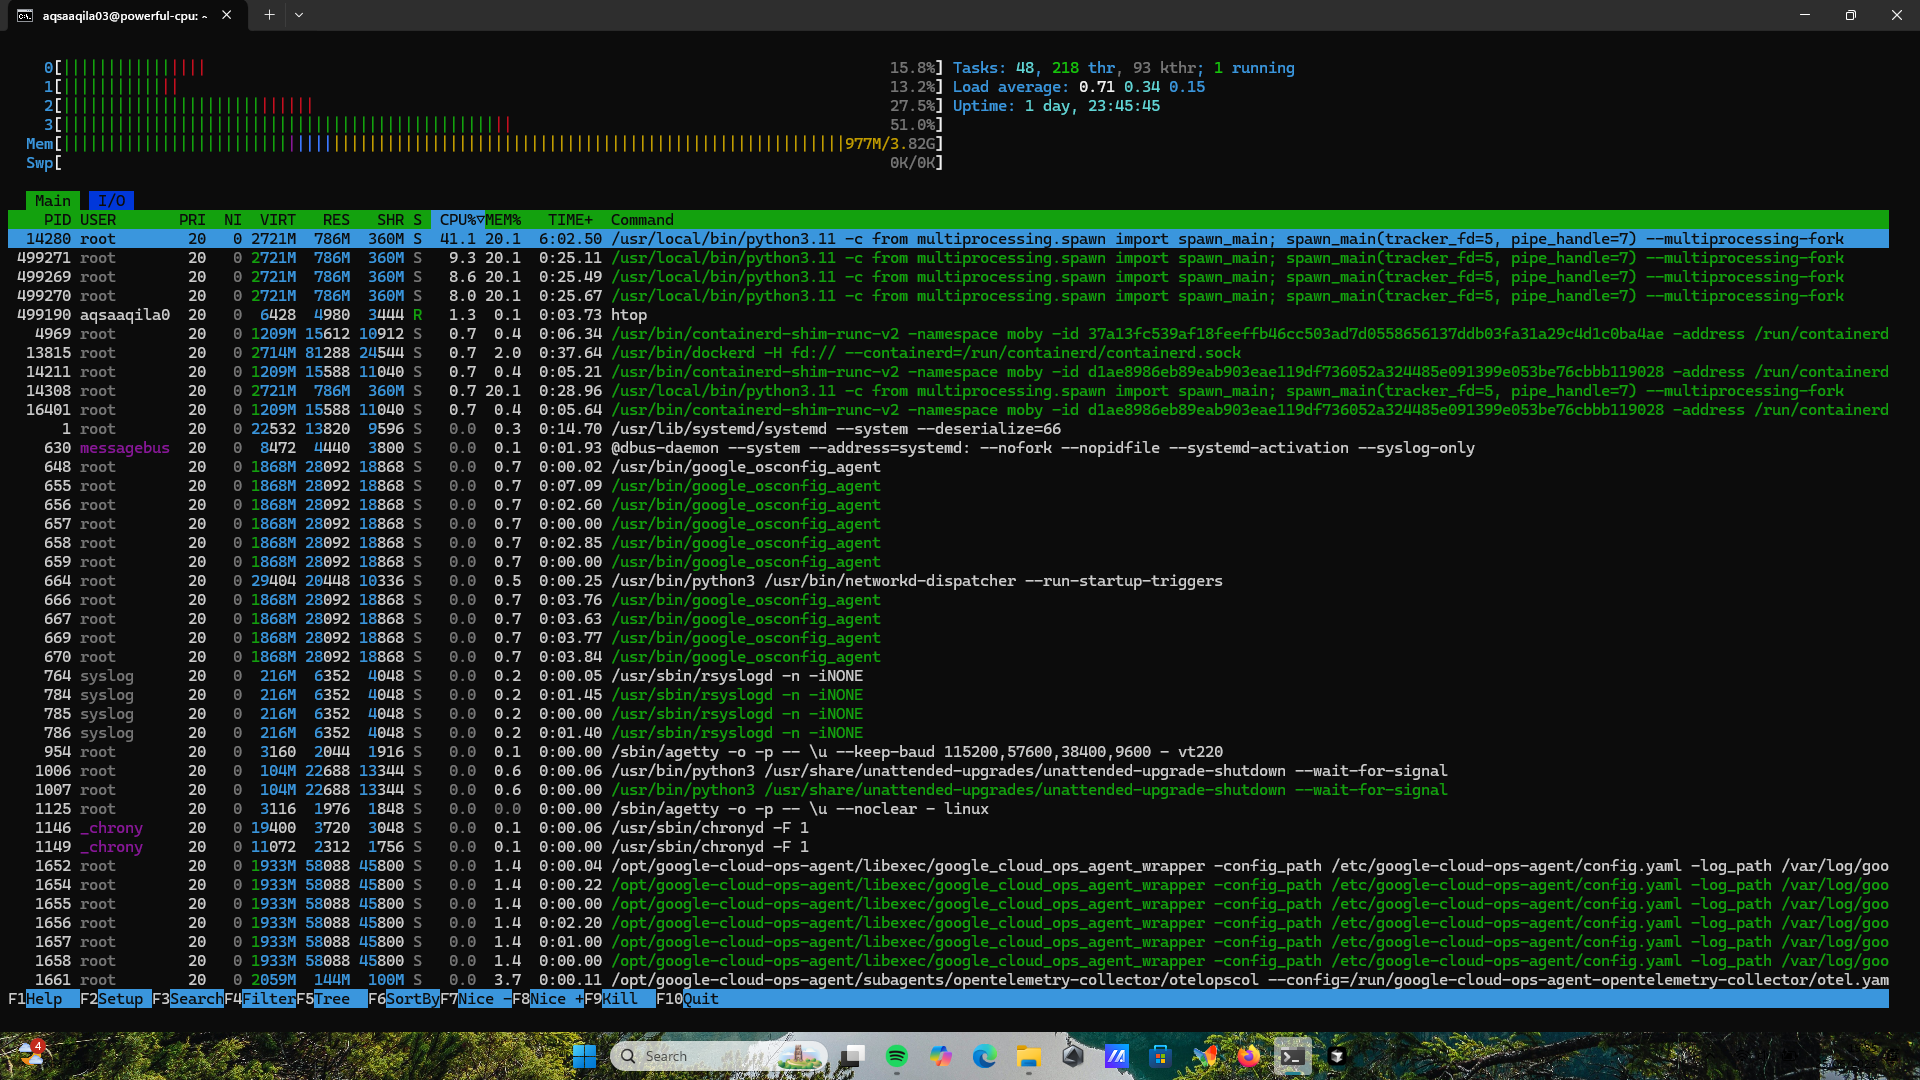 aqsaaqila03@powerful-cpu: ~
0[ 15.8%] Tasks: 48, 218 thr, 93 kthr; 1 running
1[ 13.2%] Load average: 0.71 0.34 0.15
2[ 27.5%] Uptime: 1 day, 23:45:45
3[ 51.0%]
Mem[ 977M/3.82G]
Swp[ 0K/0K]
Main I/O
PID USER PRI NI VIRT RES SHR S CPU%▽MEM% TIME+ Command
14280 root 20 0 2721M 786M 360M S 41.1 20.1 6:02.50 /usr/local/bin/python3.11 -c from multiprocessing.spawn import spawn_main; spawn_main(tracker_fd=5, pipe_handle=7) --multiprocessing-fork
499271 root 20 0 2721M 786M 360M S 9.3 20.1 0:25.11 /usr/local/bin/python3.11 -c from multiprocessing.spawn import spawn_main; spawn_main(tracker_fd=5, pipe_handle=7) --multiprocessing-fork
499269 root 20 0 2721M 786M 360M S 8.6 20.1 0:25.49 /usr/local/bin/python3.11 -c from multiprocessing.spawn import spawn_main; spawn_main(tracker_fd=5, pipe_handle=7) --multiprocessing-fork
499270 root 20 0 2721M 786M 360M S 8.0 20.1 0:25.67 /usr/local/bin/python3.11 -c from multiprocessing.spawn import spawn_main; spawn_main(tracker_fd=5, pipe_handle=7) --multiprocessing-fork
499190 aqsaaqila0 20 0 6428 4980 3444 R 1.3 0.1 0:03.73 htop
4969 root 20 0 1209M 15612 10912 S 0.7 0.4 0:06.34 /usr/bin/containerd-shim-runc-v2 -namespace moby -id 37a13fc539af18feeffb46cc503ad7d0558656137ddb03fa31a29c4d1c0ba4ae -address /run/containerd
13815 root 20 0 2714M 81288 24544 S 0.7 2.0 0:37.64 /usr/bin/dockerd -H fd:// --containerd=/run/containerd/containerd.sock
14211 root 20 0 1209M 15588 11040 S 0.7 0.4 0:05.21 /usr/bin/containerd-shim-runc-v2 -namespace moby -id d1ae8986eb89eab903eae119df736052a324485e091399e053be76cbbb119028 -address /run/containerd
14308 root 20 0 2721M 786M 360M S 0.7 20.1 0:28.96 /usr/local/bin/python3.11 -c from multiprocessing.spawn import spawn_main; spawn_main(tracker_fd=5, pipe_handle=7) --multiprocessing-fork
16401 root 20 0 1209M 15588 11040 S 0.7 0.4 0:05.64 /usr/bin/containerd-shim-runc-v2 -namespace moby -id d1ae8986eb89eab903eae119df736052a324485e091399e053be76cbbb119028 -address /run/containerd
1 root 20 0 22532 13820 9596 S 0.0 0.3 0:14.70 /usr/lib/systemd/systemd --system --deserialize=66
630 messagebus 20 0 8472 4440 3800 S 0.0 0.1 0:01.93 @dbus-daemon --system --address=systemd: --nofork --nopidfile --systemd-activation --syslog-only
648 root 20 0 1868M 28092 18868 S 0.0 0.7 0:00.02 /usr/bin/google_osconfig_agent
655 root 20 0 1868M 28092 18868 S 0.0 0.7 0:07.09 /usr/bin/google_osconfig_agent
656 root 20 0 1868M 28092 18868 S 0.0 0.7 0:02.60 /usr/bin/google_osconfig_agent
657 root 20 0 1868M 28092 18868 S 0.0 0.7 0:00.00 /usr/bin/google_osconfig_agent
658 root 20 0 1868M 28092 18868 S 0.0 0.7 0:02.85 /usr/bin/google_osconfig_agent
659 root 20 0 1868M 28092 18868 S 0.0 0.7 0:00.00 /usr/bin/google_osconfig_agent
664 root 20 0 29404 20448 10336 S 0.0 0.5 0:00.25 /usr/bin/python3 /usr/bin/networkd-dispatcher --run-startup-triggers
666 root 20 0 1868M 28092 18868 S 0.0 0.7 0:03.76 /usr/bin/google_osconfig_agent
667 root 20 0 1868M 28092 18868 S 0.0 0.7 0:03.63 /usr/bin/google_osconfig_agent
669 root 20 0 1868M 28092 18868 S 0.0 0.7 0:03.77 /usr/bin/google_osconfig_agent
670 root 20 0 1868M 28092 18868 S 0.0 0.7 0:03.84 /usr/bin/google_osconfig_agent
764 syslog 20 0 216M 6352 4048 S 0.0 0.2 0:00.05 /usr/sbin/rsyslogd -n -iNONE
784 syslog 20 0 216M 6352 4048 S 0.0 0.2 0:01.45 /usr/sbin/rsyslogd -n -iNONE
785 syslog 20 0 216M 6352 4048 S 0.0 0.2 0:00.00 /usr/sbin/rsyslogd -n -iNONE
786 syslog 20 0 216M 6352 4048 S 0.0 0.2 0:01.40 /usr/sbin/rsyslogd -n -iNONE
954 root 20 0 3160 2044 1916 S 0.0 0.1 0:00.00 /sbin/agetty -o -p -- \u --keep-baud 115200,57600,38400,9600 - vt220
1006 root 20 0 104M 22688 13344 S 0.0 0.6 0:00.06 /usr/bin/python3 /usr/share/unattended-upgrades/unattended-upgrade-shutdown --wait-for-signal
1007 root 20 0 104M 22688 13344 S 0.0 0.6 0:00.00 /usr/bin/python3 /usr/share/unattended-upgrades/unattended-upgrade-shutdown --wait-for-signal
1125 root 20 0 3116 1976 1848 S 0.0 0.0 0:00.00 /sbin/agetty -o -p -- \u --noclear - linux
1146 _chrony 20 0 19400 3720 3048 S 0.0 0.1 0:00.06 /usr/sbin/chronyd -F 1
1149 _chrony 20 0 11072 2312 1756 S 0.0 0.1 0:00.00 /usr/sbin/chronyd -F 1
1652 root 20 0 1933M 58088 45800 S 0.0 1.4 0:00.04 /opt/google-cloud-ops-agent/libexec/google_cloud_ops_agent_wrapper -config_path /etc/google-cloud-ops-agent/config.yaml -log_path /var/log/goo
1654 root 20 0 1933M 58088 45800 S 0.0 1.4 0:00.22 /opt/google-cloud-ops-agent/libexec/google_cloud_ops_agent_wrapper -config_path /etc/google-cloud-ops-agent/config.yaml -log_path /var/log/goo
1655 root 20 0 1933M 58088 45800 S 0.0 1.4 0:00.00 /opt/google-cloud-ops-agent/libexec/google_cloud_ops_agent_wrapper -config_path /etc/google-cloud-ops-agent/config.yaml -log_path /var/log/goo
1656 root 20 0 1933M 58088 45800 S 0.0 1.4 0:02.20 /opt/google-cloud-ops-agent/libexec/google_cloud_ops_agent_wrapper -config_path /etc/google-cloud-ops-agent/config.yaml -log_path /var/log/goo
1657 root 20 0 1933M 58088 45800 S 0.0 1.4 0:01.00 /opt/google-cloud-ops-agent/libexec/google_cloud_ops_agent_wrapper -config_path /etc/google-cloud-ops-agent/config.yaml -log_path /var/log/goo
1658 root 20 0 1933M 58088 45800 S 0.0 1.4 0:00.00 /opt/google-cloud-ops-agent/libexec/google_cloud_ops_agent_wrapper -config_path /etc/google-cloud-ops-agent/config.yaml -log_path /var/log/goo
1661 root 20 0 2059M 144M 100M S 0.0 3.7 0:00.11 /opt/google-cloud-ops-agent/subagents/opentelemetry-collector/otelopscol --config=/run/google-cloud-ops-agent-opentelemetry-collector/otel.yam
F1Help F2Setup F3SearchF4FilterF5Tree F6SortByF7Nice -F8Nice +F9Kill F10Quit
4
Search